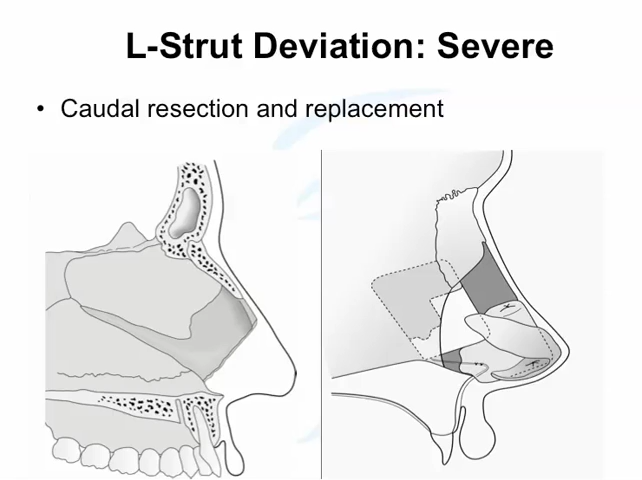 L-Strut Deviation: Severe
• Caudal resection and replacement